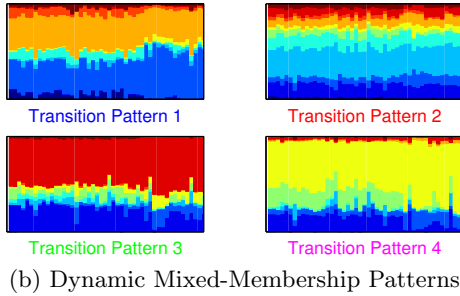 Transition Pattern 1
Transition Pattern 2
Transition Pattern 3
Transition Pattern 4
(b) Dynamic Mixed-Membership Patterns